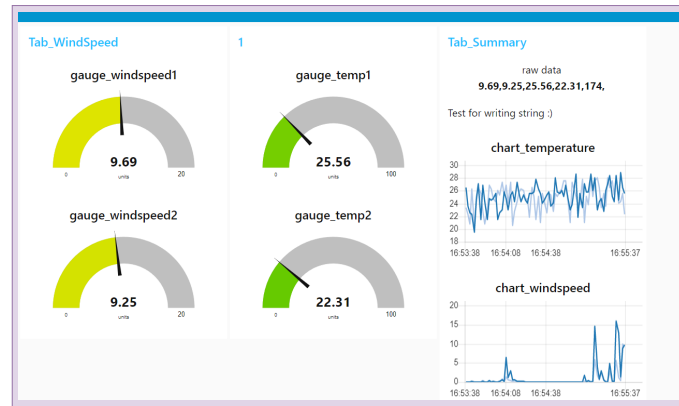 Tab_WindSpeed
gauge_windspeed1
9.69
0
units
20
gauge_windspeed2
9.25
0
units
20
1
gauge_temp1
25.56
0
units
100
gauge_temp2
22.31
0
units
100
Tab_Summary
raw data
9.69,9.25,25.56,22.31,174,
Test for writing string :)
chart_temperature
30
28
26
24
22
20
18
16:53:38 16:54:08 16:54:38 16:55:37
chart_windspeed
20
15
10
5
0
16:53:38 16:54:08 16:54:38 16:55:37